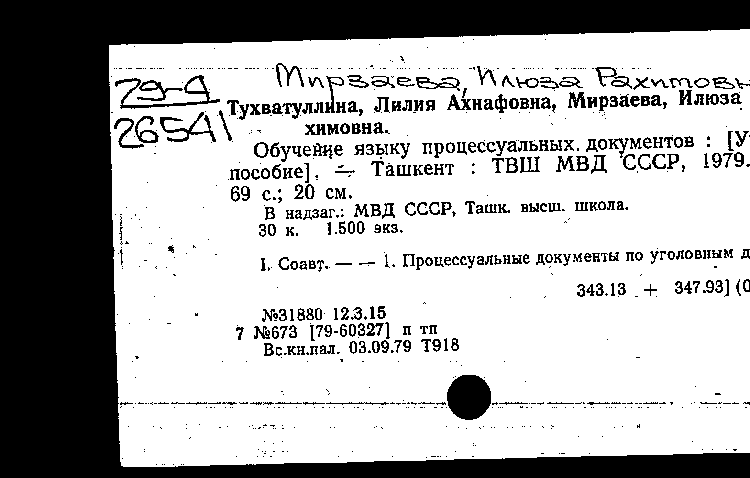 Мирзаева, Илюза Рахимовн
79-4
26541
Тухватуллина, Лилия Ахнафовна, Мирзаева, Илюза
химовна.
Обучение языку процессуальных документов : [У
пособие]. — Ташкент : ТВШ МВД СССР, 1979.
69 с.; 20 см.
В надзаг.: МВД СССР, Ташк. высш. школа.
30 к. 1.500 экз.
I. Соавт. — — 1. Процессуальные документы по уголовным д
343.13 + 347.93] (0
№31880 12.3.15
7 №673 [79-60327] п тп
Вс.кн.пал. 03.09.79 Т918